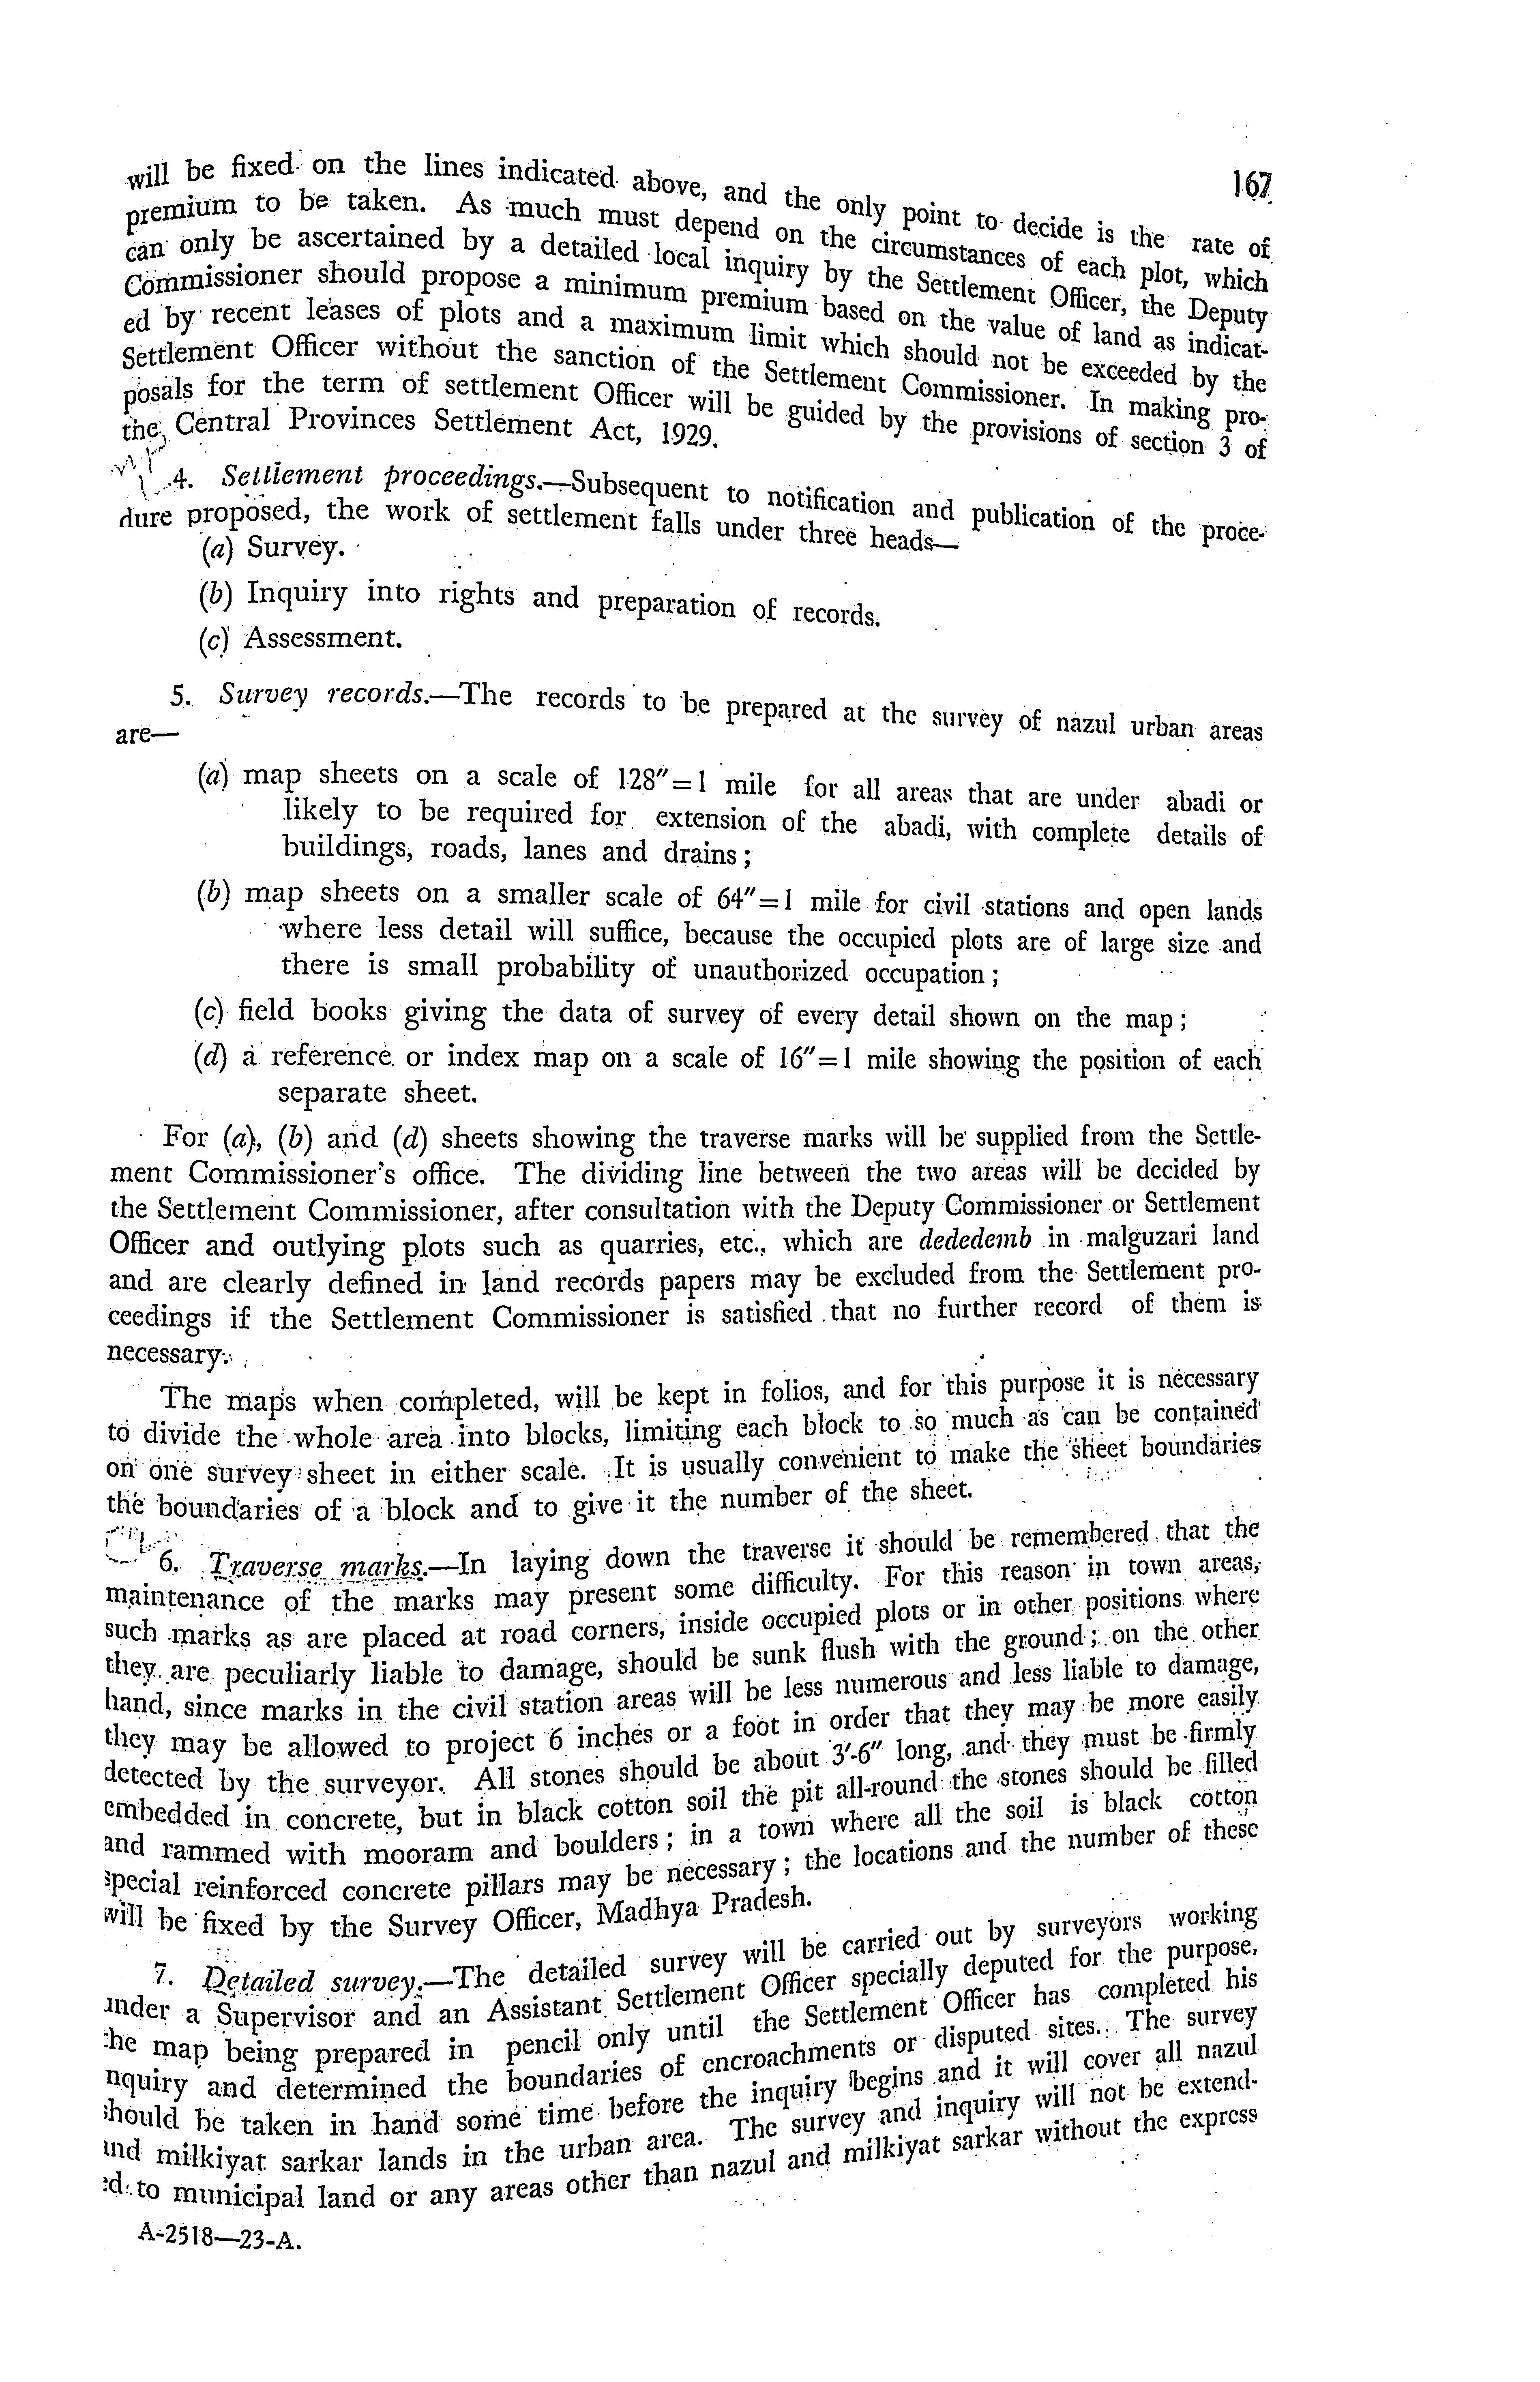 167
will be fixed on the lines indicated above, and the only point to decide is the rate of
premium to be taken. As much must depend on the circumstances of each plot, which
can only be ascertained by a detailed local inquiry by the Settlement Officer, the Deputy
Commissioner should propose a minimum premium based on the value of land as indicat-
ed by recent leases of plots and a maximum limit which should not be exceeded by the
Settlement Officer without the sanction of the Settlement Commissioner. In making pro-
posals for the term of settlement Officer will be guided by the provisions of section 3 of
the Central Provinces Settlement Act, 1929.
4. Settlement proceedings.—Subsequent to notification and publication of the proce-
dure proposed, the work of settlement falls under three heads—
(a) Survey.
(b) Inquiry into rights and preparation of records.
(c) Assessment.
5. Survey records.—The records to be prepared at the survey of nazul urban areas
are—
(a) map sheets on a scale of 128″=1 mile for all areas that are under abadi or
likely to be required for extension of the abadi, with complete details of
buildings, roads, lanes and drains;
(b) map sheets on a smaller scale of 64″=1 mile for civil stations and open lands
where less detail will suffice, because the occupied plots are of large size and
there is small probability of unauthorized occupation;
(c) field books giving the data of survey of every detail shown on the map;
(d) a reference or index map on a scale of 16″=1 mile showing the position of each
separate sheet.
For (a), (b) and (d) sheets showing the traverse marks will be supplied from the Settle-
ment Commissioner's office. The dividing line between the two areas will be decided by
the Settlement Commissioner, after consultation with the Deputy Commissioner or Settlement
Officer and outlying plots such as quarries, etc., which are dededemb in malguzari land
and are clearly defined in land records papers may be excluded from the Settlement pro-
ceedings if the Settlement Commissioner is satisfied that no further record of them is
necessary.
The maps when completed, will be kept in folios, and for this purpose it is necessary
to divide the whole area into blocks, limiting each block to so much as can be contained
on one survey sheet in either scale. It is usually convenient to make the sheet boundaries
the boundaries of a block and to give it the number of the sheet.
6. Traverse marks.—In laying down the traverse it should be remembered that the
maintenance of the marks may present some difficulty. For this reason in town areas,
such marks as are placed at road corners, inside occupied plots or in other positions where
they are peculiarly liable to damage, should be sunk flush with the ground; on the other
hand, since marks in the civil station areas will be less numerous and less liable to damage,
they may be allowed to project 6 inches or a foot in order that they may be more easily
detected by the surveyor. All stones should be about 3′-6″ long, and they must be firmly
embedded in concrete, but in black cotton soil the pit all-round the stones should be filled
and rammed with mooram and boulders; in a town where all the soil is black cotton
special reinforced concrete pillars may be necessary; the locations and the number of these
will be fixed by the Survey Officer, Madhya Pradesh.
7. Detailed survey.—The detailed survey will be carried out by surveyors working
under a Supervisor and an Assistant Settlement Officer specially deputed for the purpose,
the map being prepared in pencil only until the Settlement Officer has completed his
nquiry and determined the boundaries of encroachments or disputed sites. The survey
should be taken in hand some time before the inquiry begins and it will cover all nazul
and milkiyat sarkar lands in the urban area. The survey and inquiry will not be extend-
ed to municipal land or any areas other than nazul and milkiyat sarkar without the express
A-2518—23-A.